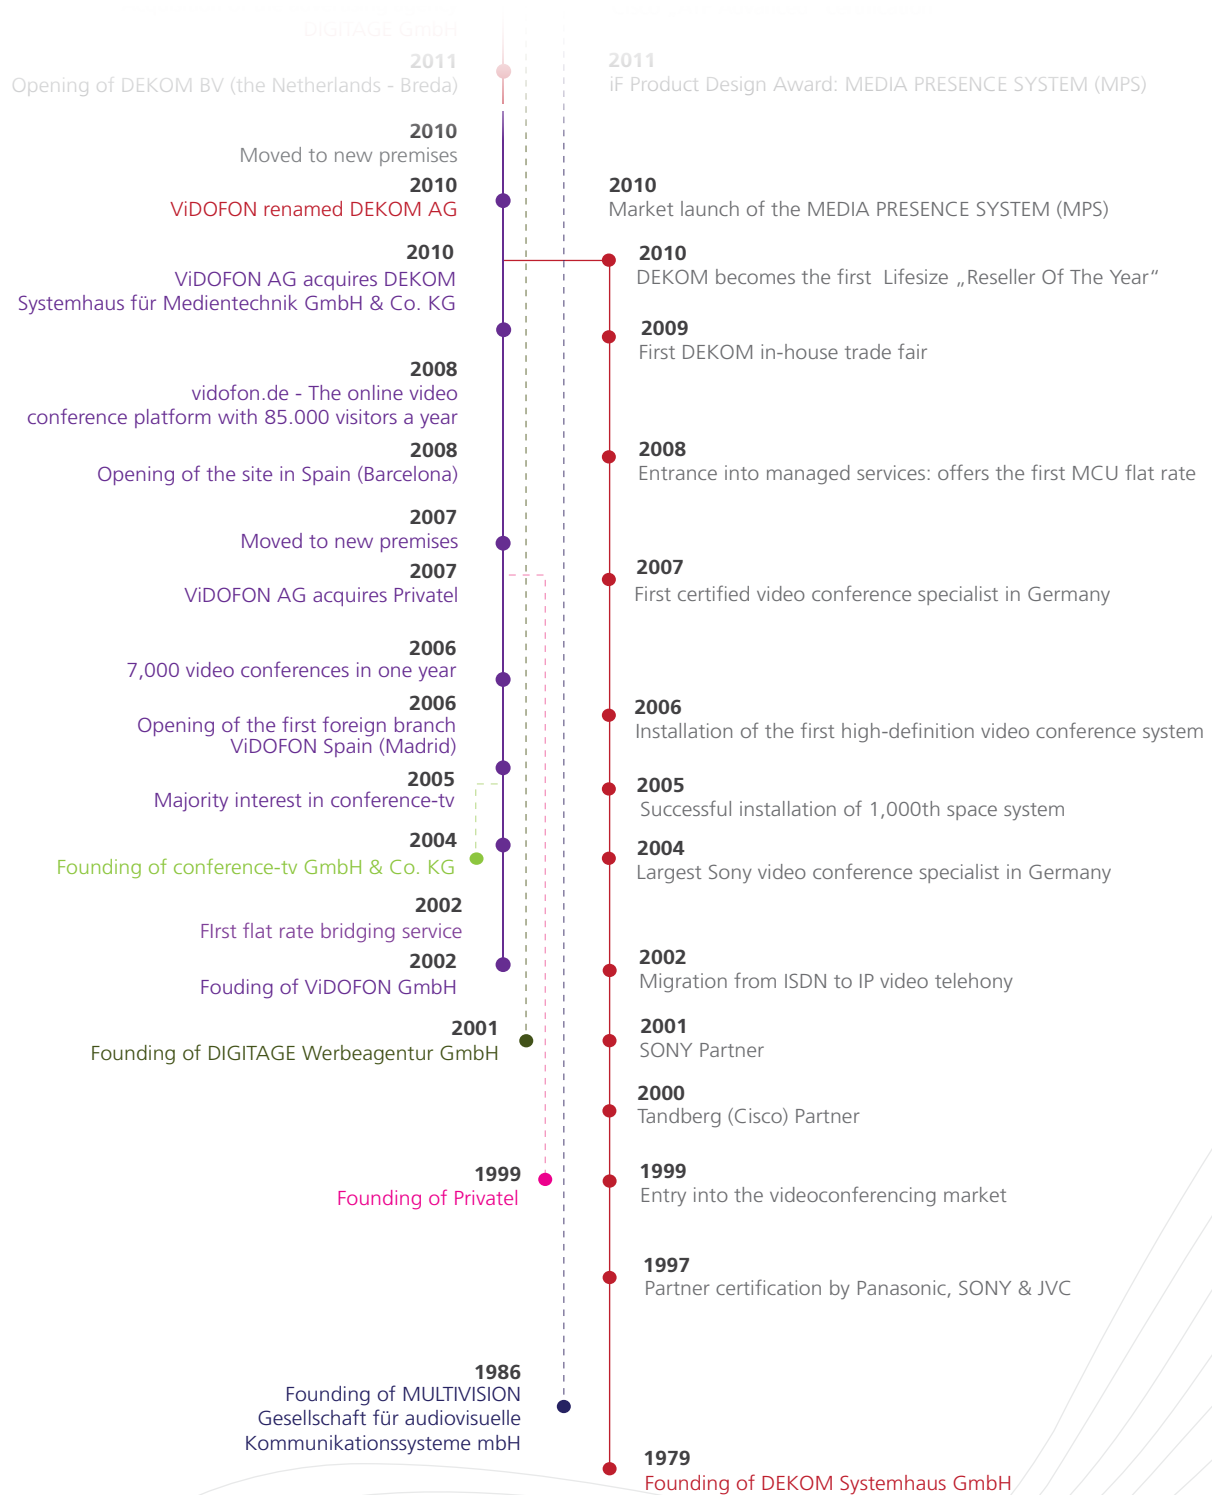 DIGITAGE GmbH
2011
Opening of DEKOM BV (the Netherlands - Breda)
2011
iF Product Design Award: MEDIA PRESENCE SYSTEM (MPS)
2010
Moved to new premises
2010
ViDOFON renamed DEKOM AG
2010
Market launch of the MEDIA PRESENCE SYSTEM (MPS)
2010
ViDOFON AG acquires DEKOM
Systemhaus für Medientechnik GmbH & Co. KG
2010
DEKOM becomes the first Lifesize „Reseller Of The Year“
2009
First DEKOM in-house trade fair
2008
vidofon.de - The online video
conference platform with 85.000 visitors a year
2008
Opening of the site in Spain (Barcelona)
2008
Entrance into managed services: offers the first MCU flat rate
2007
Moved to new premises
2007
ViDOFON AG acquires Privatel
2007
First certified video conference specialist in Germany
2006
7,000 video conferences in one year
2006
Opening of the first foreign branch
ViDOFON Spain (Madrid)
2006
Installation of the first high-definition video conference system
2005
Majority interest in conference-tv
2005
Successful installation of 1,000th space system
2004
Founding of conference-tv GmbH & Co. KG
2004
Largest Sony video conference specialist in Germany
2002
FIrst flat rate bridging service
2002
Fouding of ViDOFON GmbH
2002
Migration from ISDN to IP video telehony
2001
Founding of DIGITAGE Werbeagentur GmbH
2001
SONY Partner
2000
Tandberg (Cisco) Partner
1999
Founding of Privatel
1999
Entry into the videoconferencing market
1997
Partner certification by Panasonic, SONY & JVC
1986
Founding of MULTIVISION
Gesellschaft für audiovisuelle
Kommunikationssysteme mbH
1979
Founding of DEKOM Systemhaus GmbH